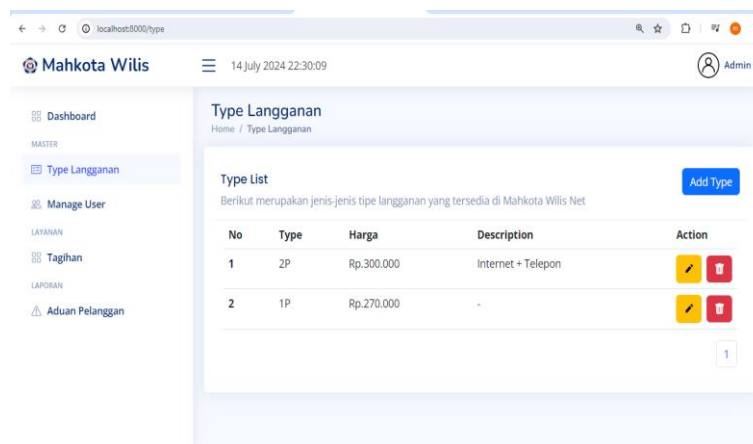 localhost:8000/type
Mahkota Wilis
14 July 2024 22:30:09
Admin
Dashboard
MASTER
Type Langganan
Manage User
LAYANAN
Tagihan
LAPORAN
Aduan Pelanggan
Type Langganan
Home / Type Langganan
Type List
Add Type
Berikut merupakan jenis-jenis tipe langganan yang tersedia di Mahkota Wilis Net
No Type Harga Description Action
1 2P Rp.300.000 Internet + Telepon
2 1P Rp.270.000 -
1